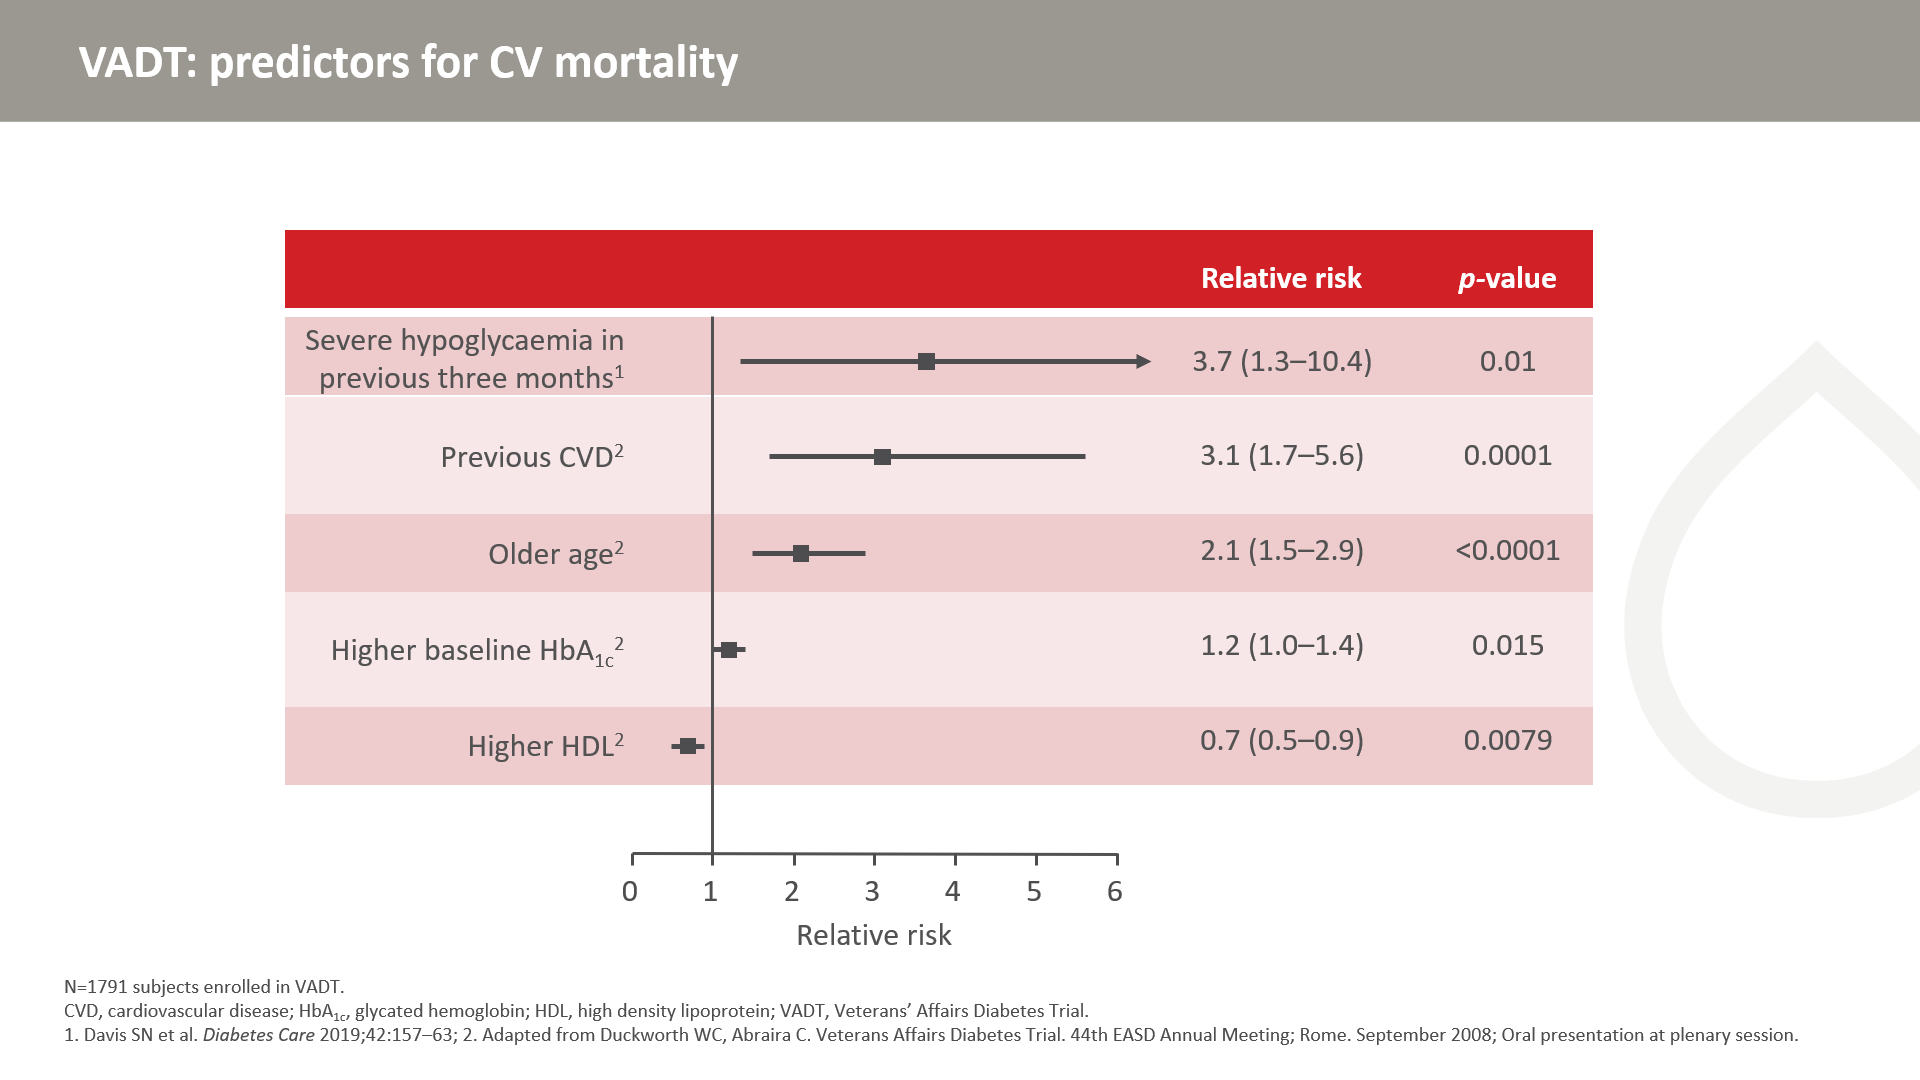 VADT: predictors for CV mortality
Relative risk p-value
Severe hypoglycaemia in
previous three months¹ 3.7 (1.3–10.4) 0.01
Previous CVD² 3.1 (1.7–5.6) 0.0001
Older age² 2.1 (1.5–2.9) <0.0001
Higher baseline HbA₁c² 1.2 (1.0–1.4) 0.015
Higher HDL² 0.7 (0.5–0.9) 0.0079
0 1 2 3 4 5 6
Relative risk
N=1791 subjects enrolled in VADT.
CVD, cardiovascular disease; HbA₁c, glycated hemoglobin; HDL, high density lipoprotein; VADT, Veterans’ Affairs Diabetes Trial.
1. Davis SN et al. Diabetes Care 2019;42:157–63; 2. Adapted from Duckworth WC, Abraira C. Veterans Affairs Diabetes Trial. 44th EASD Annual Meeting; Rome. September 2008; Oral presentation at plenary session.